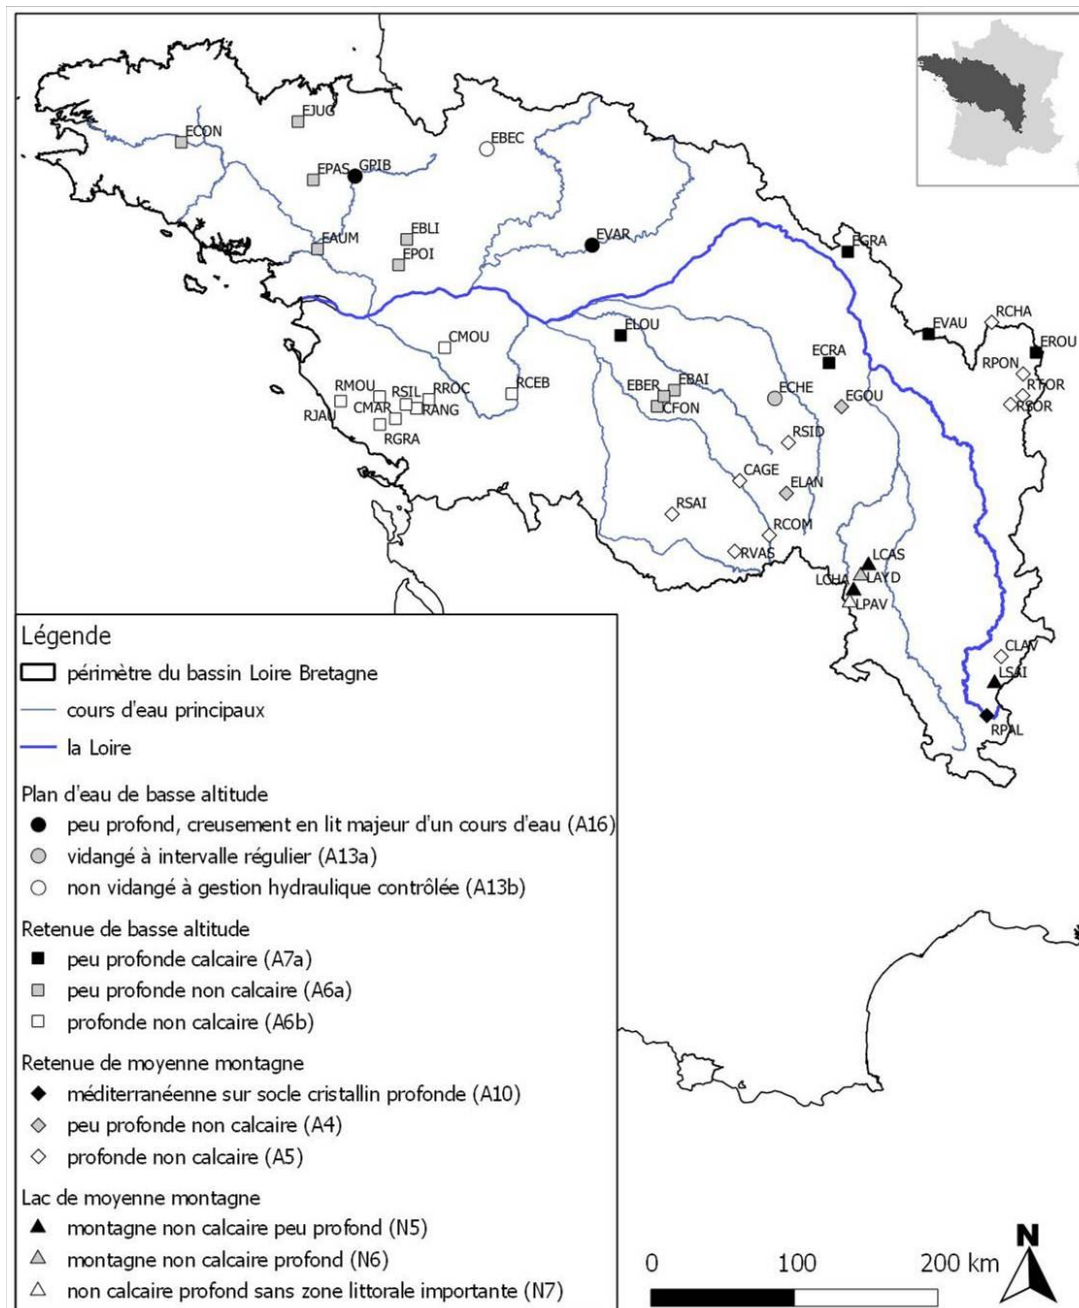 EJUG
ECON
EBEC
EPAS
GPIB
EBLI
EVAR
EAUM
EGRA
EPOI
RCHA
EVAU
ELOU
EROU
CMOU
ECRA
RPON
RMOU
RSIL
RROC
RCEB
EBER
EBAI
ECHE
RTOR
RJAU
CMAR
RANG
CFON
EGOU
RSOR
RGRA
RSID
CAGE
ELAN
RSAI
RCOM
RVAS
LCAS
LCHA
LAYD
LPAV
CLAV
LSAI
RPAL
Légende
périmètre du bassin Loire Bretagne
cours d'eau principaux
la Loire
Plan d'eau de basse altitude
peu profond, creusement en lit majeur d'un cours d'eau (A16)
vidangé à intervalle régulier (A13a)
non vidangé à gestion hydraulique contrôlée (A13b)
Retenue de basse altitude
peu profonde calcaire (A7a)
peu profonde non calcaire (A6a)
profonde non calcaire (A6b)
Retenue de moyenne montagne
méditerranéenne sur socle cristallin profonde (A10)
peu profonde non calcaire (A4)
profonde non calcaire (A5)
Lac de moyenne montagne
montagne non calcaire peu profond (N5)
montagne non calcaire profond (N6)
non calcaire profond sans zone littorale importante (N7)
N
0 100 200 km